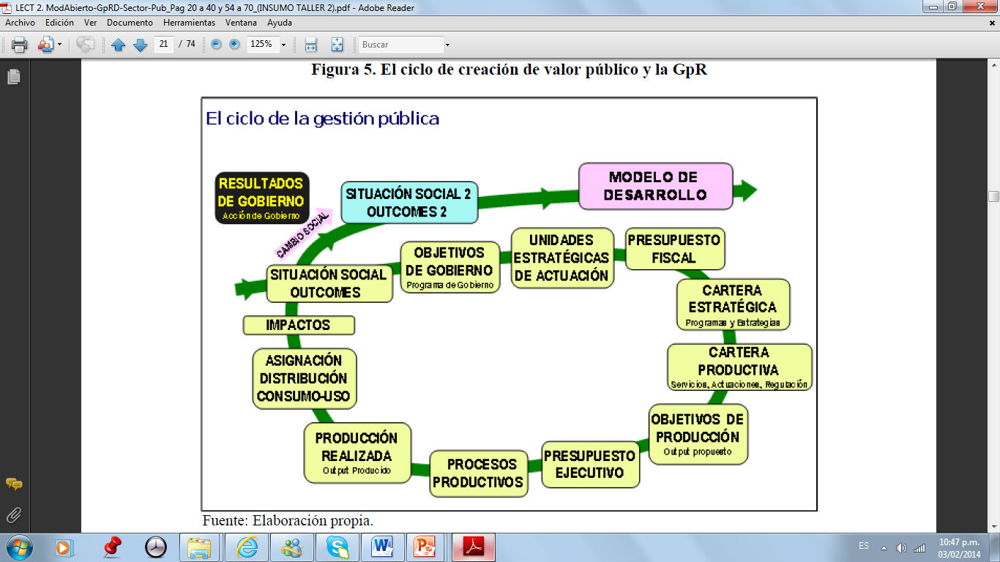 LECT 2. ModAbierto-GpRD-Sector-Pub_Pag 20 a 40 y 54 a 70_(INSUMO TALLER 2).pdf - Adobe Reader
Archivo Edición Ver Documento Herramientas Ventana Ayuda
21 / 74 125% Buscar
Figura 5. El ciclo de creación de valor público y la GpR
El ciclo de la gestión pública
RESULTADOS
DE GOBIERNO
Acción de Gobierno
CAMBIO SOCIAL
SITUACIÓN SOCIAL 2
OUTCOMES 2
MODELO DE
DESARROLLO
SITUACIÓN SOCIAL
OUTCOMES
OBJETIVOS
DE GOBIERNO
Programa de Gobierno
UNIDADES
ESTRATÉGICAS
DE ACTUACIÓN
PRESUPUESTO
FISCAL
CARTERA
ESTRATÉGICA
Programas y Estrategias
CARTERA
PRODUCTIVA
Servicios, Actuaciones, Regulación
OBJETIVOS DE
PRODUCCIÓN
Output propuesto
PRESUPUESTO
EJECUTIVO
PROCESOS
PRODUCTIVOS
PRODUCCIÓN
REALIZADA
Output Producido
ASIGNACIÓN
DISTRIBUCIÓN
CONSUMO-USO
IMPACTOS
Fuente: Elaboración propia.
ES
10:47 p.m.
03/02/2014